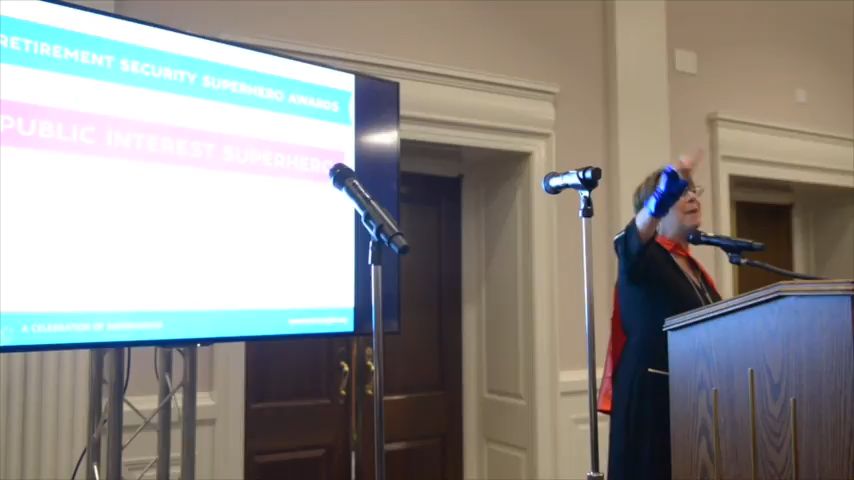 RETIREMENT SECURITY SUPERHERO AWARDS
PUBLIC INTEREST SUPERHERO
A CELEBRATION OF